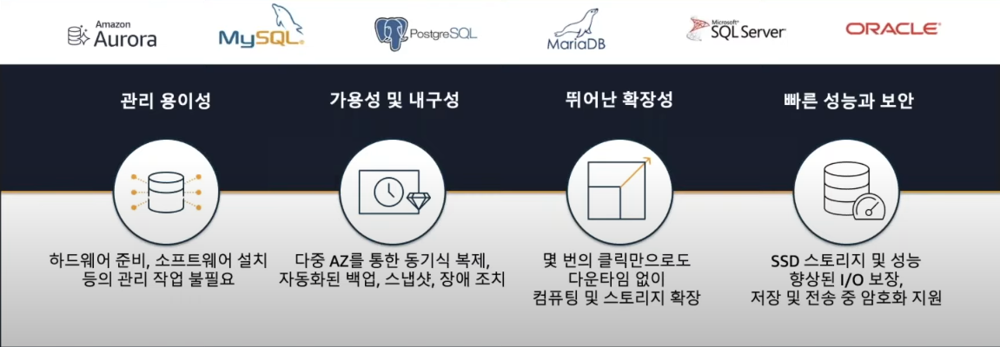 Amazon
Aurora
MySQL®
PostgreSQL
MariaDB
Microsoft®
SQL Server®
ORACLE®
관리 용이성
가용성 및 내구성
뛰어난 확장성
빠른 성능과 보안
하드웨어 준비, 소프트웨어 설치
등의 관리 작업 불필요
다중 AZ를 통한 동기식 복제,
자동화된 백업, 스냅샷, 장애 조치
몇 번의 클릭만으로도
다운타임 없이
컴퓨팅 및 스토리지 확장
SSD 스토리지 및 성능
향상된 I/O 보장,
저장 및 전송 중 암호화 지원